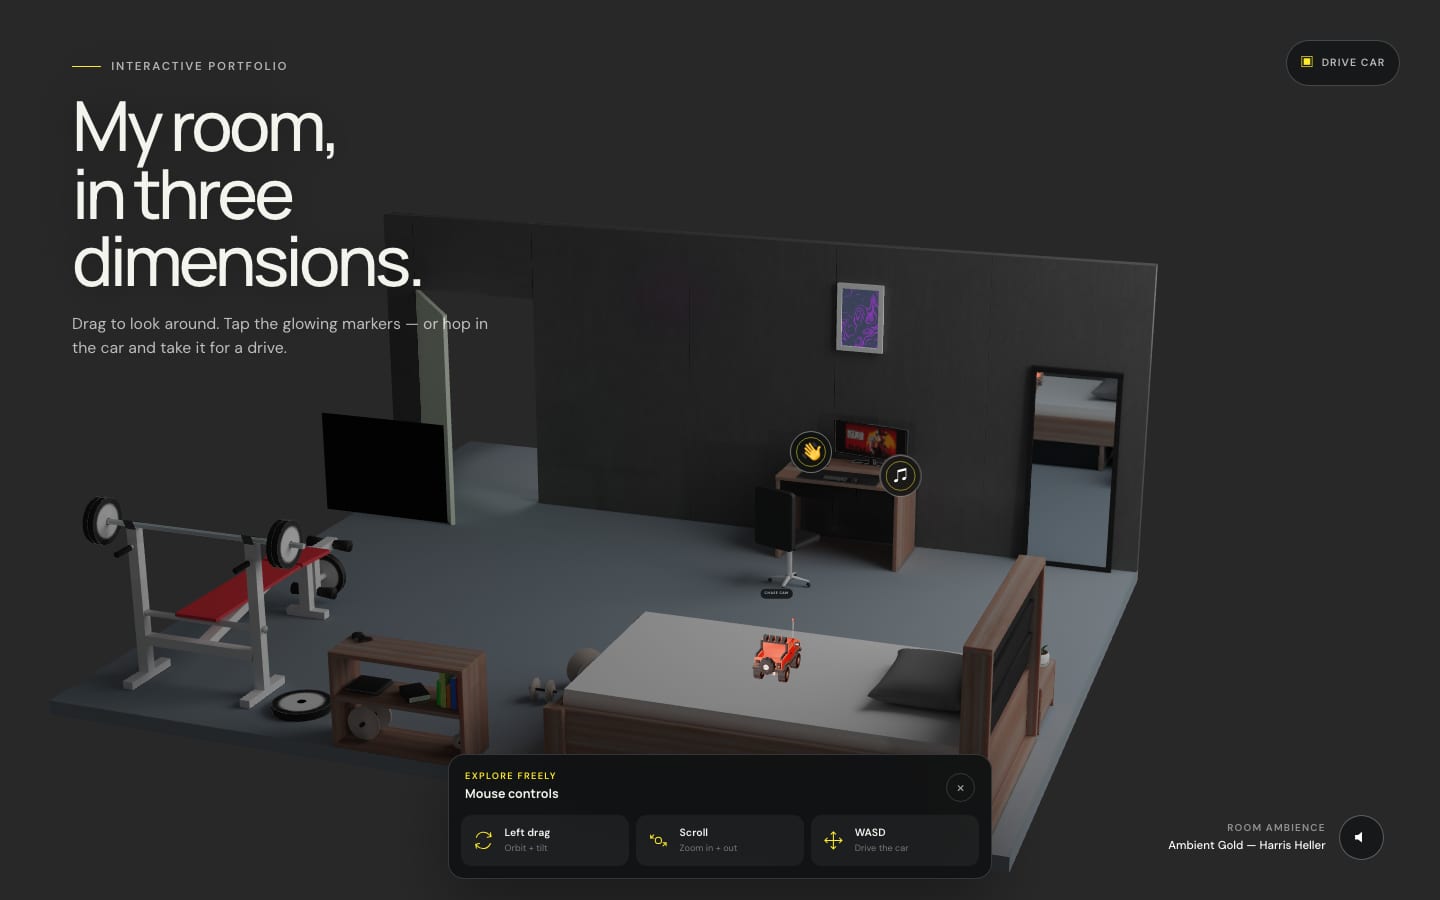 INTERACTIVE PORTFOLIO
DRIVE CAR
My room,
in three
dimensions.
Drag to look around. Tap the glowing markers — or hop in
the car and take it for a drive.
CHASE CAM
EXPLORE FREELY
Mouse controls
Left drag
Orbit + tilt
Scroll
Zoom in + out
WASD
Drive the car
ROOM AMBIENCE
Ambient Gold — Harris Heller